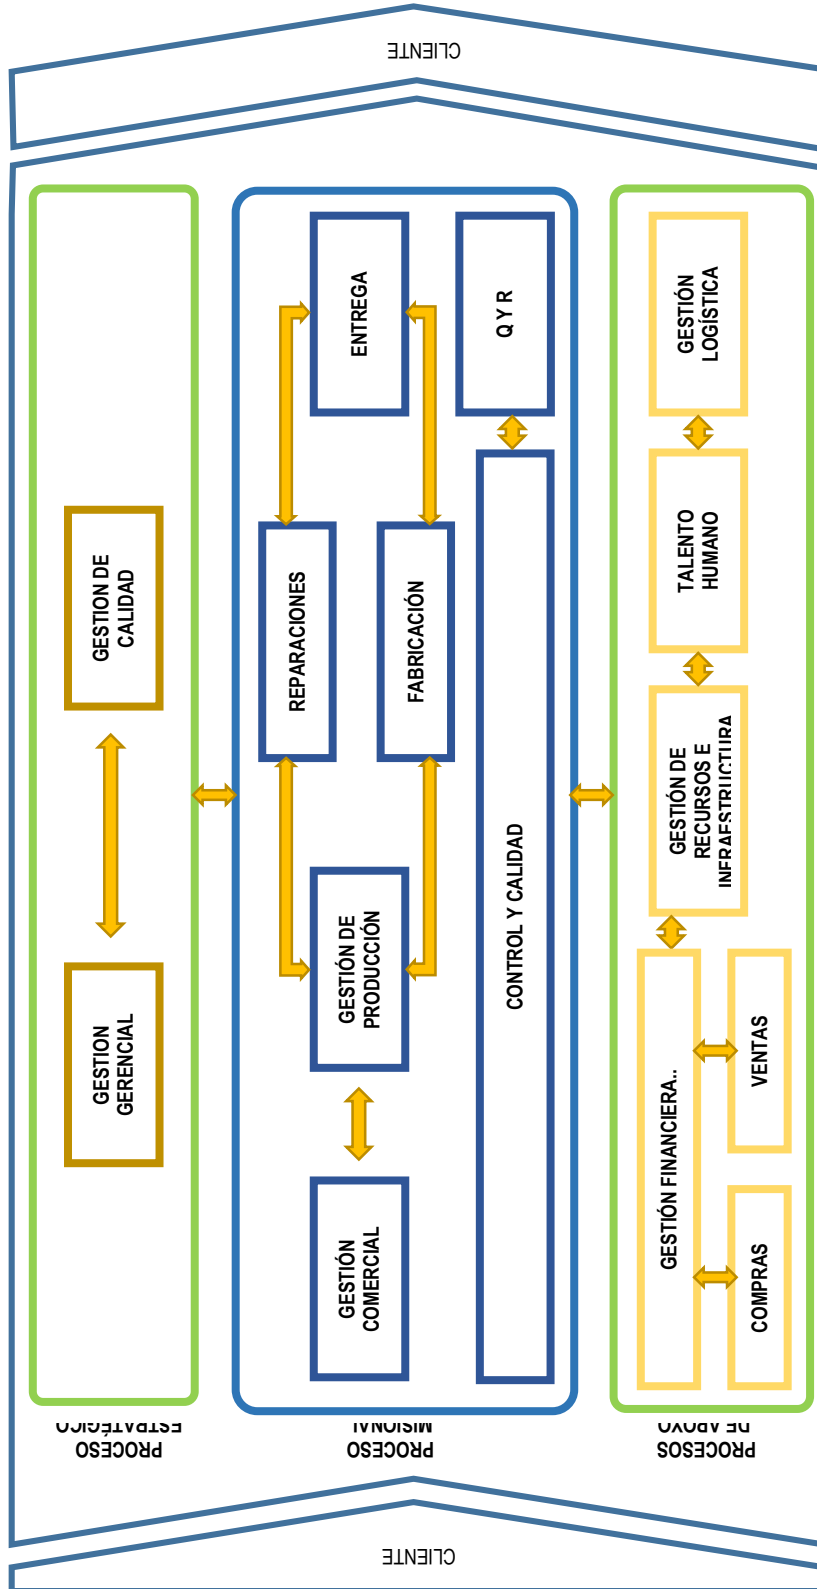 CLIENTE
PROCESO
ESTRATÉGICO
GESTION
GERENCIAL
GESTION DE
CALIDAD
PROCESO
MISIONAL
GESTIÓN
COMERCIAL
GESTIÓN DE
PRODUCCIÓN
REPARACIONES
FABRICACIÓN
ENTREGA
CONTROL Y CALIDAD
Q Y R
PROCESOS
DE APOYO
GESTIÓN FINANCIERA..
COMPRAS
VENTAS
GESTIÓN DE
RECURSOS E
INFRAESTRUCTURA
TALENTO
HUMANO
GESTIÓN
LOGÍSTICA
CLIENTE